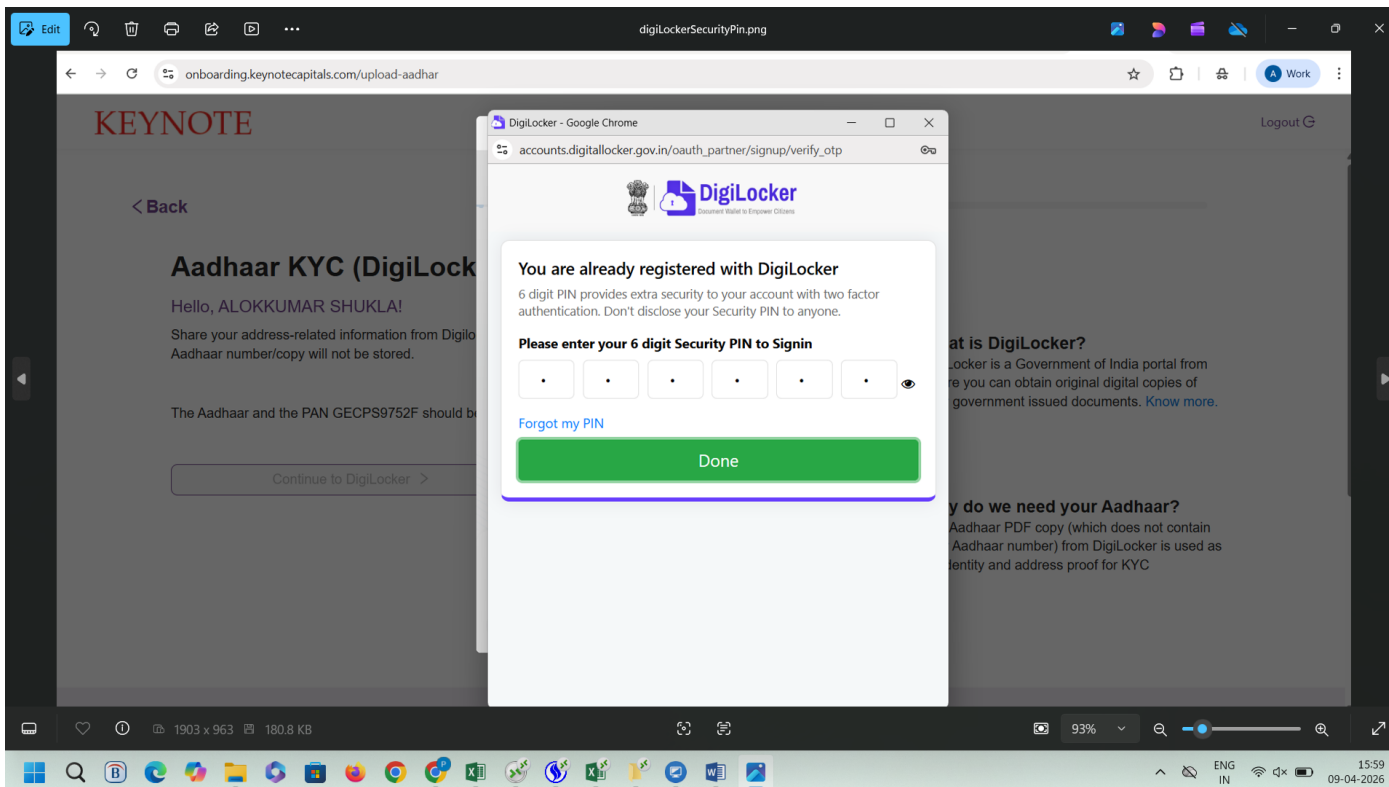 Edit
digiLockerSecurityPin.png
onboarding.keynotecapitals.com/upload-aadhar
A Work
KEYNOTE
Logout
Back
Aadhaar KYC (DigiLock
Hello, ALOKKUMAR SHUKLA!
Share your address-related information from Digilo
Aadhaar number/copy will not be stored.
The Aadhaar and the PAN GECPS9752F should b
Continue to DigiLocker >
DigiLocker - Google Chrome
accounts.digitallocker.gov.in/oauth_partner/signup/verify_otp
DigiLocker
Document Wallet to Empower Citizens
You are already registered with DigiLocker
6 digit PIN provides extra security to your account with two factor
authentication. Don't disclose your Security PIN to anyone.
Please enter your 6 digit Security PIN to Signin
Forgot my PIN
Done
at is DigiLocker?
Locker is a Government of India portal from
re you can obtain original digital copies of
government issued documents. Know more.
y do we need your Aadhaar?
Aadhaar PDF copy (which does not contain
Aadhaar number) from DigiLocker is used as
dentity and address proof for KYC
1903 x 963 180.8 KB
93%
ENG
IN
15:59
09-04-2026